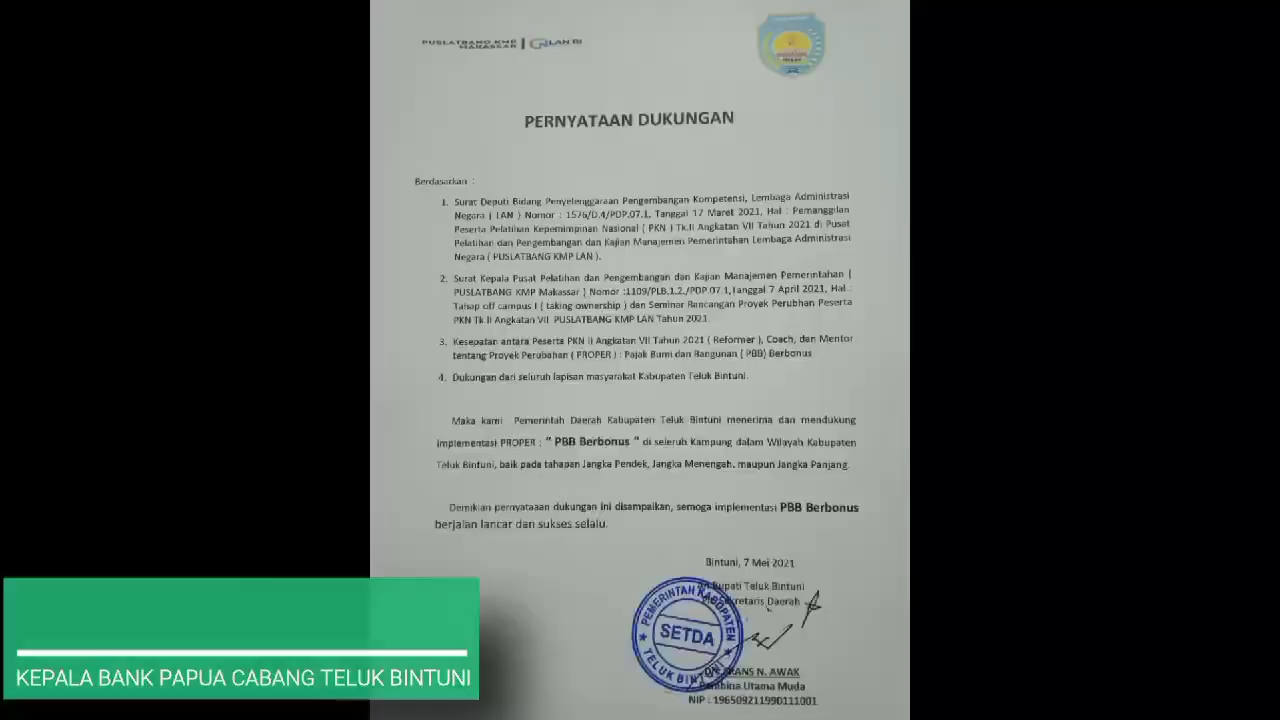 PUSLATBANG KMP
MAKASSAR
LAN RI
PERNYATAAN DUKUNGAN
Berdasarkan :
1. Surat Deputi Bidang Penyelenggaraan Pengembangan Kompetensi, Lembaga Administrasi
Negara ( LAN ) Nomor : 1576/D.4/PDP.07.1, Tanggal 17 Maret 2021, Hal : Pemanggilan
Peserta Pelatihan Kepemimpinan Nasional ( PKN ) Tk.II Angkatan VII Tahun 2021 di Pusat
Pelatihan dan Pengembangan dan Kajian Manajemen Pemerintahan Lembaga Administrasi
Negara ( PUSLATBANG KMP LAN ).
2. Surat Kepala Pusat Pelatihan dan Pengembangan dan Kajian Manajemen Pemerintahan (
PUSLATBANG KMP Makassar ) Nomor :1109/PLB.1.2./PDP.07.1,Tanggal 7 April 2021, Hal :
Tahap off campus I ( taking ownership ) dan Seminar Rancangan Proyek Perubhan Peserta
PKN Tk.II Angkatan VII PUSLATBANG KMP LAN Tahun 2021.
3. Kesepatan antara Peserta PKN II Angkatan VII Tahun 2021 ( Reformer ), Coach, dan Mentor
tentang Proyek Perubahan ( PROPER ) : Pajak Bumi dan Bangunan ( PBB) Berbonus
4. Dukungan dari seluruh lapisan masyarakat Kabupaten Teluk Bintuni.
Maka kami Pemerintah Daerah Kabupaten Teluk Bintuni menerima dan mendukung
implementasi PROPER : " PBB Berbonus " di seleruh Kampung dalam Wilayah Kabupaten
Teluk Bintuni, baik pada tahapan Jangka Pendek, Jangka Menengah. maupun Jangka Panjang.
Demikian pernyataaan dukungan ini disampaikan, semoga implementasi PBB Berbonus
berjalan lancar dan sukses selalu.
Bintuni, 7 Mei 2021
Bupati Teluk Bintuni
Sekretaris Daerah
PEMERINTAH KABUPATEN
SETDA
TELUK BINTUNI
FRANS N. AWAK
Pembina Utama Muda
NIP : 196509211990111001
KEPALA BANK PAPUA CABANG TELUK BINTUNI